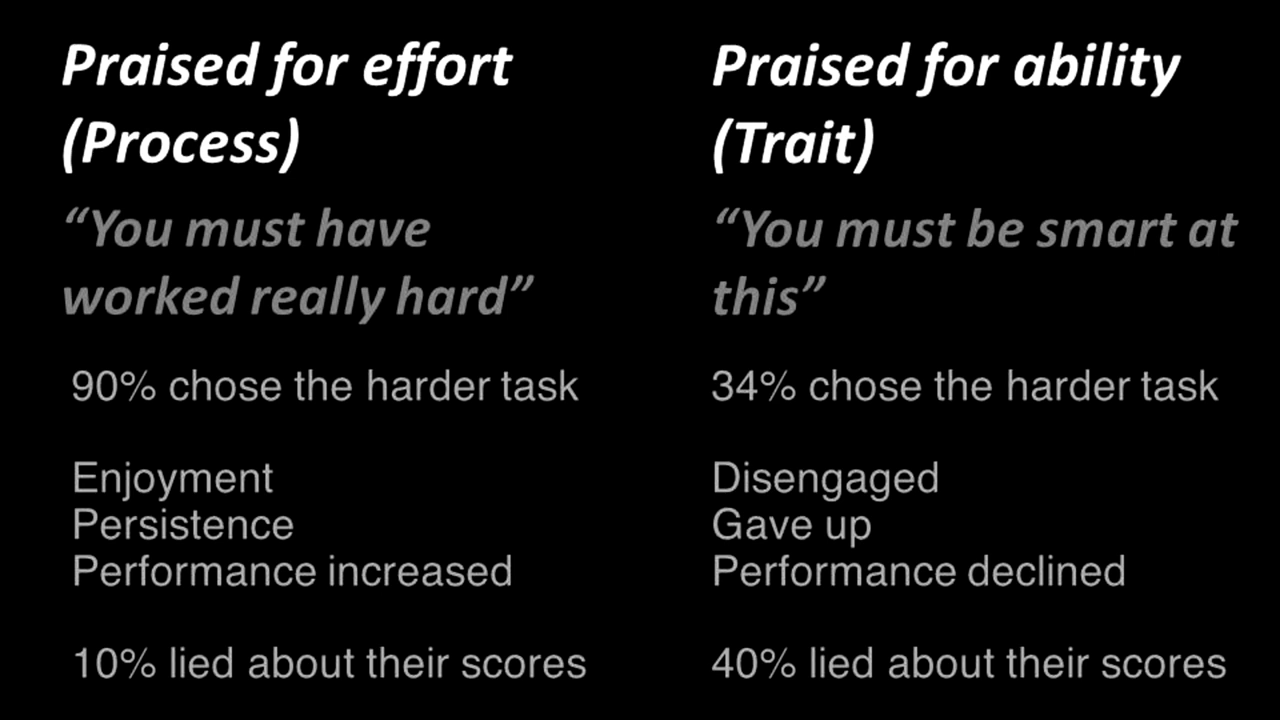 Praised for effort
(Process)
“You must have
worked really hard”
90% chose the harder task
Enjoyment
Persistence
Performance increased
10% lied about their scores
Praised for ability
(Trait)
“You must be smart at
this”
34% chose the harder task
Disengaged
Gave up
Performance declined
40% lied about their scores